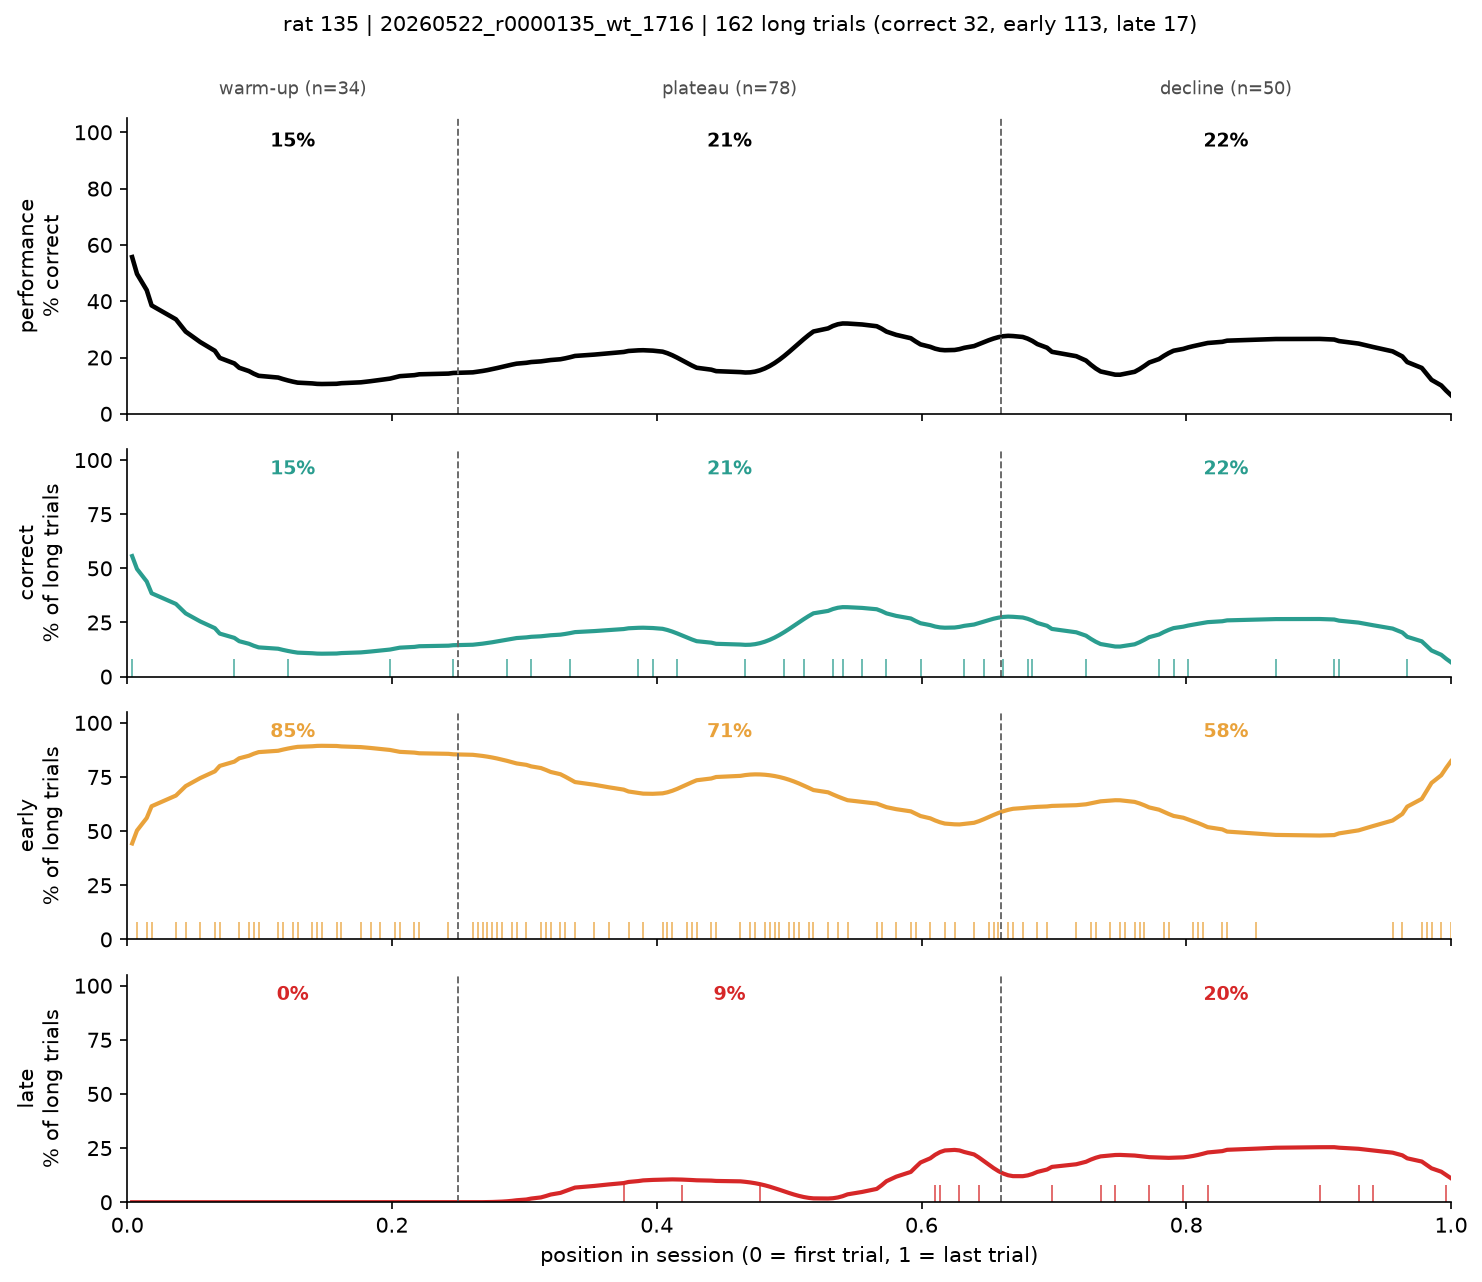 rat 135 | 20260522_r0000135_wt_1716 | 162 long trials (correct 32, early 113, late 17)
warm-up (n=34) plateau (n=78) decline (n=50)
performance
% correct
100
80
60
40
20
0
15% 21% 22%
correct
% of long trials
100
75
50
25
0
15% 21% 22%
early
% of long trials
100
75
50
25
0
85% 71% 58%
late
% of long trials
100
75
50
25
0
0% 9% 20%
0.0 0.2 0.4 0.6 0.8 1.0
position in session (0 = first trial, 1 = last trial)